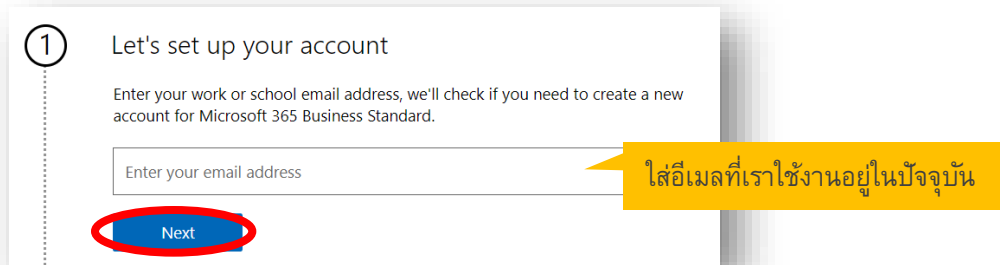 1
Let's set up your account
Enter your work or school email address, we'll check if you need to create a new
account for Microsoft 365 Business Standard.
Enter your email address
ใส่อีเมลที่เราใช้งานอยู่ในปัจจุบัน
Next